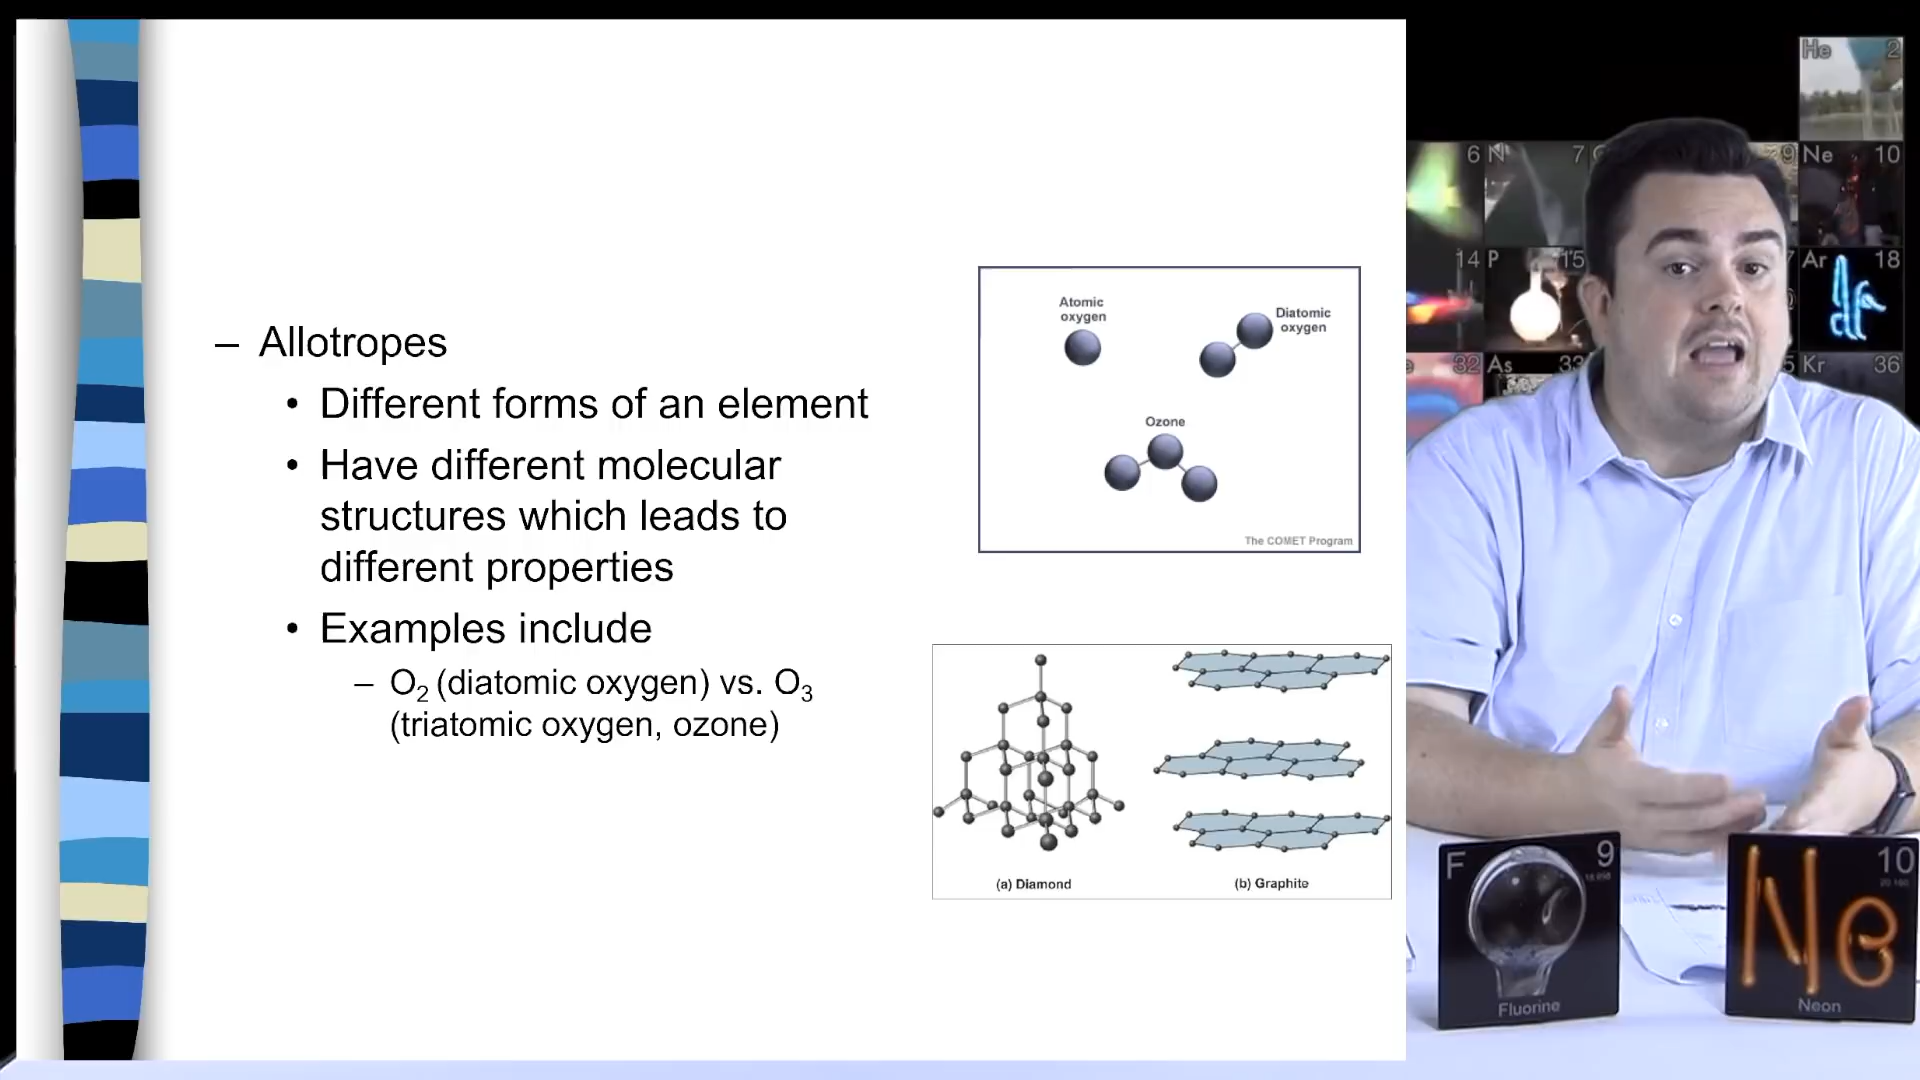 – Allotropes
• Different forms of an element
• Have different molecular
structures which leads to
different properties
• Examples include
– O₂ (diatomic oxygen) vs. O₃
(triatomic oxygen, ozone)
Atomic
oxygen
Diatomic
oxygen
Ozone
The COMET Program
(a) Diamond
(b) Graphite
He 2
6
N 7
9
Ne 10
14
P 15
Ar 18
32
As 33
Kr 36
F 9
Fluorine
Ne 10
20.180
Neon